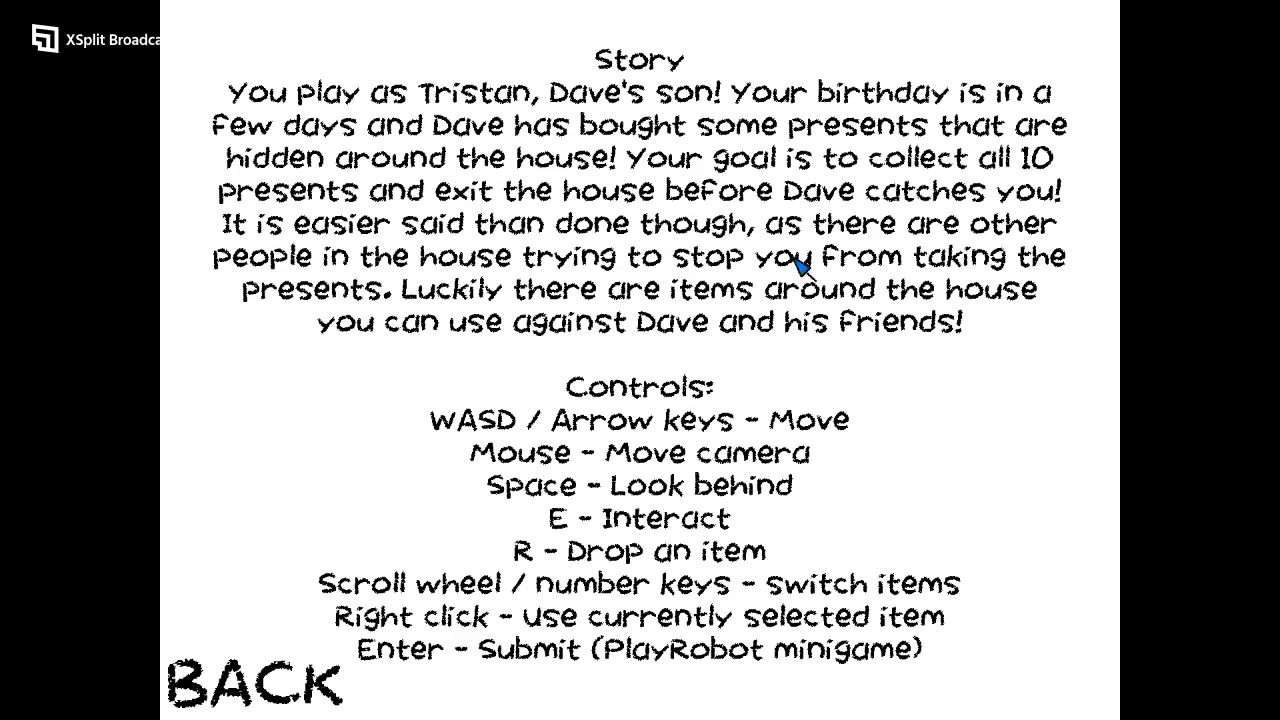 XSplit Broadca
Story
You play as Tristan, Dave's son! Your birthday is in a
few days and Dave has bought some presents that are
hidden around the house! Your goal is to collect all 10
presents and exit the house before Dave catches you!
It is easier said than done though, as there are other
people in the house trying to stop you from taking the
presents. Luckily there are items around the house
you can use against Dave and his friends!
Controls:
WASD / Arrow keys - Move
Mouse - Move camera
Space - Look behind
E - Interact
R - Drop an item
Scroll wheel / number keys - switch items
Right click - use currently selected item
Enter - Submit (PlayRobot minigame)
BACK